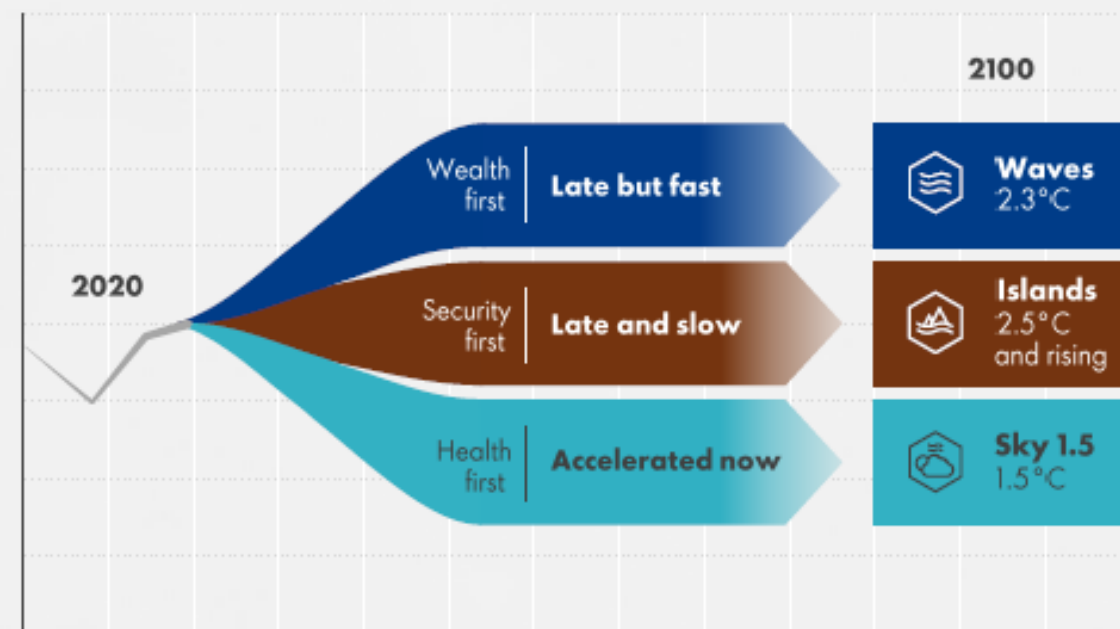 2100
2020
Wealth
first
Late but fast
Waves
2.3°C
Security
first
Late and slow
Islands
2.5°C
and rising
Health
first
Accelerated now
Sky 1.5
1.5°C